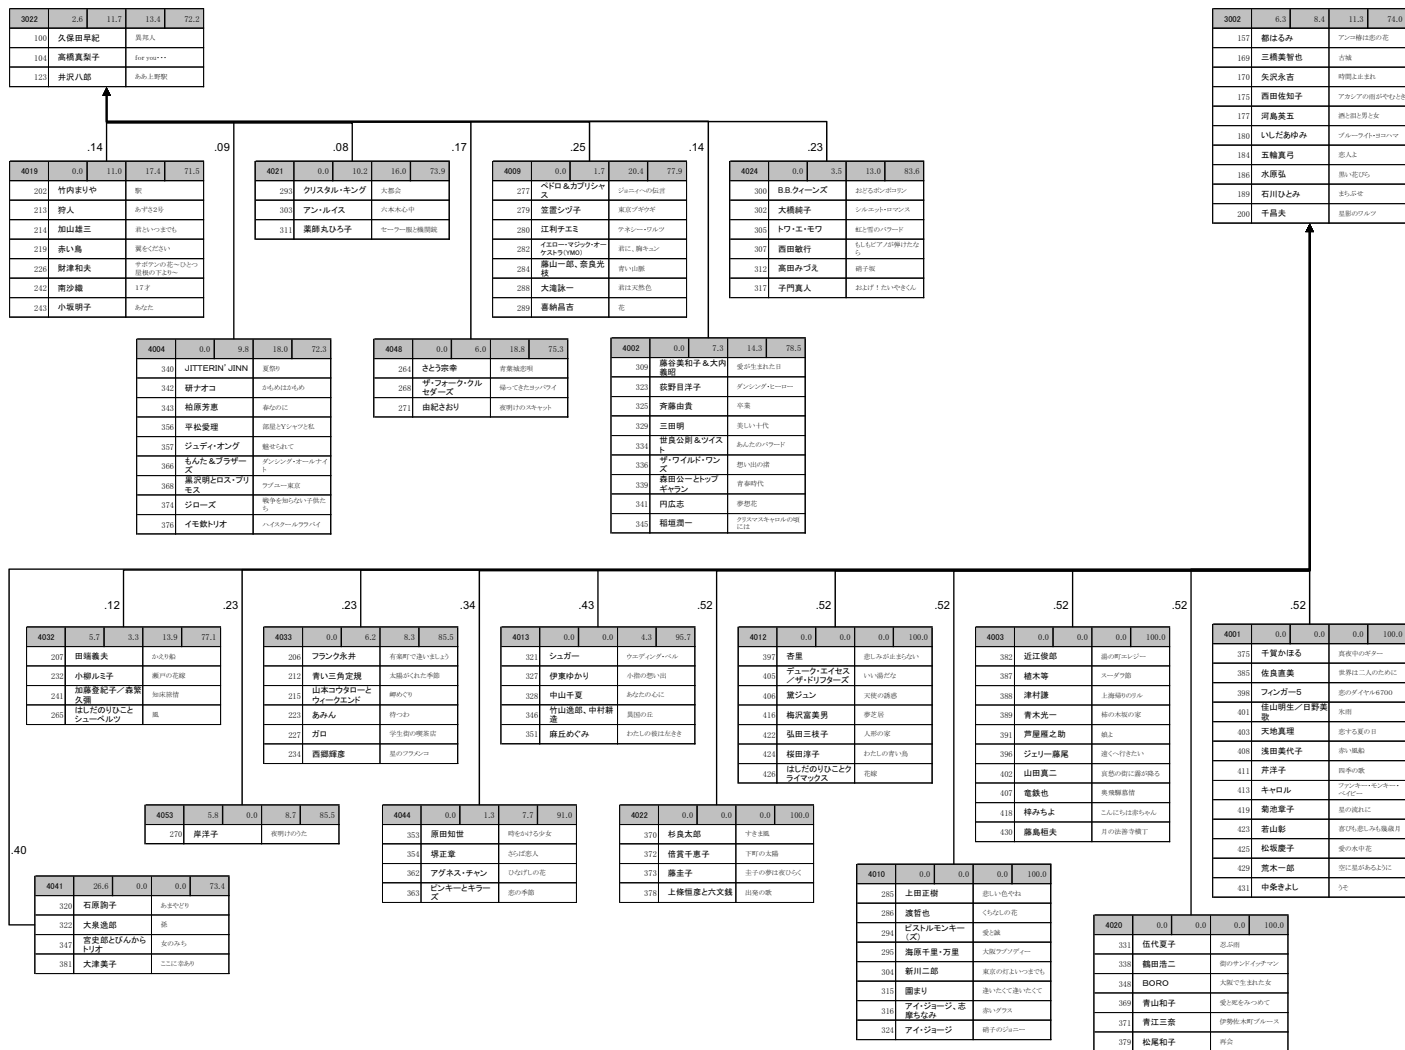 3022 2.6 11.7 13.4 72.2
100 久保田早紀 異邦人
104 高橋真梨子 for you…
123 井沢八郎 ああ上野駅
3002 6.3 8.4 11.3 74.0
157 都はるみ アンコ椿は恋の花
169 三橋美智也 古城
170 矢沢永吉 時間よ止まれ
175 西田佐知子 アカシアの雨がやむとき
177 河島英五 酒と泪と男と女
180 いしだあゆみ ブルーライト・ヨコハマ
184 五輪真弓 恋人よ
186 水原弘 黒い花びら
189 石川ひとみ まちぶせ
200 千昌夫 星影のワルツ
.14 .09 .08 .17 .25 .14 .23
4019 0.0 11.0 17.4 71.5
202 竹内まりや 駅
213 狩人 あずさ2号
214 加山雄三 君といつまでも
219 赤い鳥 翼をください
226 財津和夫 サボテンの花～ひとつ屋根の下より～
242 南沙織 17才
243 小坂明子 あなた
4021 0.0 10.2 16.0 73.9
293 クリスタル・キング 大都会
303 アン・ルイス 六本木心中
311 薬師丸ひろ子 セーラー服と機関銃
4009 0.0 1.7 20.4 77.9
277 ペドロ&カプリシャス ジョニィへの伝言
279 笠置シヅ子 東京ブギウギ
280 江利チエミ テネシー・ワルツ
282 イエロー・マジック・オーケストラ(YMO) 君に、胸キュン
284 藤山一郎、奈良光枝 青い山脈
288 大滝詠一 君は天然色
289 喜納昌吉 花
4024 0.0 3.5 13.0 83.6
300 B.B.クィーンズ おどるポンポコリン
302 大橋純子 シルエット・ロマンス
305 トワ・エ・モワ 虹と雪のバラード
307 西田敏行 もしもピアノが弾けたなら
312 高田みづえ 硝子坂
317 子門真人 およげ!たいやきくん
4004 0.0 9.8 18.0 72.3
340 JITTERIN' JINN 夏祭り
342 研ナオコ かもめはかもめ
343 柏原芳恵 春なのに
356 平松愛理 部屋とYシャツと私
357 ジュディ・オング 魅せられて
366 もんた&ブラザーズ ダンシング・オールナイト
368 黒沢明とロス・プリモス ラブユー東京
374 ジローズ 戦争を知らない子供たち
376 イモ欽トリオ ハイスクールララバイ
4048 0.0 6.0 18.8 75.3
264 さとう宗幸 青葉城恋唄
268 ザ・フォーク・クルセダーズ 帰ってきたヨッパライ
271 由紀さおり 夜明けのスキャット
4002 0.0 7.3 14.3 78.5
309 藤谷美和子&大内義昭 愛が生まれた日
323 荻野目洋子 ダンシング・ヒーロー
325 斉藤由貴 卒業
329 三田明 美しい十代
334 世良公則&ツイスト あんたのバラード
336 ザ・ワイルド・ワンズ 想い出の渚
339 森田公一とトップギャラン 青春時代
341 円広志 夢想花
345 稲垣潤一 クリスマスキャロルの頃には
.12 .23 .23 .34 .43 .52 .52 .52 .52 .52
4032 5.7 3.3 13.9 77.1
207 田端義夫 かえり船
232 小柳ルミ子 瀬戸の花嫁
241 加藤登紀子／森繁久彌 知床旅情
265 はしだのりひことシューベルツ 風
4033 0.0 6.2 8.3 85.5
206 フランク永井 有楽町で逢いましょう
212 青い三角定規 太陽がくれた季節
215 山本コウタローとウィークエンド 岬めぐり
223 あみん 待つわ
227 ガロ 学生街の喫茶店
234 西郷輝彦 星のフラメンコ
4013 0.0 0.0 4.3 95.7
321 シュガー ウエディング・ベル
327 伊東ゆかり 小指の想い出
328 中山千夏 あなたの心に
346 竹山逸郎、中村耕造 異国の丘
351 麻丘めぐみ わたしの彼は左きき
4012 0.0 0.0 0.0 100.0
397 杏里 悲しみが止まらない
405 デューク・エイセス／ザ・ドリフターズ いい湯だな
406 黛ジュン 天使の誘惑
416 梅沢富美男 夢芝居
422 弘田三枝子 人形の家
424 桜田淳子 わたしの青い鳥
426 はしだのりひことクライマックス 花嫁
4003 0.0 0.0 0.0 100.0
382 近江俊郎 湯の町エレジー
387 植木等 スーダラ節
388 津村謙 上海帰りのリル
389 青木光一 柿の木坂の家
391 芦屋雁之助 娘よ
396 ジェリー藤尾 遠くへ行きたい
402 山田真二 哀愁の街に霧が降る
407 竜鉄也 奥飛騨慕情
418 梓みちよ こんにちは赤ちゃん
430 藤島桓夫 月の法善寺横丁
4001 0.0 0.0 0.0 100.0
375 千賀かほる 真夜中のギター
385 佐良直美 世界は二人のために
398 フィンガー5 恋のダイヤル6700
401 佳山明生／日野美歌 氷雨
403 天地真理 恋する夏の日
408 浅田美代子 赤い風船
411 芹洋子 四季の歌
413 キャロル ファンキー・モンキー・ベイビー
419 菊池章子 星の流れに
423 若山彰 喜びも悲しみも幾歳月
425 松坂慶子 愛の水中花
429 荒木一郎 空に星があるように
431 中条きよし うそ
4053 5.8 0.0 8.7 85.5
270 岸洋子 夜明けのうた
4044 0.0 1.3 7.7 91.0
353 原田知世 時をかける少女
354 堺正章 さらば恋人
362 アグネス・チャン ひなげしの花
363 ピンキーとキラーズ 恋の季節
4022 0.0 0.0 0.0 100.0
370 杉良太郎 すきま風
372 倍賞千恵子 下町の太陽
373 藤圭子 圭子の夢は夜ひらく
378 上條恒彦と六文銭 出発の歌
.40
4041 26.6 0.0 0.0 73.4
320 石原詢子 みれん酒
322 大泉逸郎 孫
347 宮史郎とぴんからトリオ 女のみち
381 大津美子 ここに幸あり
4010 0.0 0.0 0.0 100.0
285 上田正樹 悲しい色やね
286 渡哲也 くちなしの花
294 ピストルモンキー(ズ) 愛と誠
295 海原千里・万里 大阪ラプソディー
304 新川二郎 東京の灯よいつまでも
315 園まり 逢いたくて逢いたくて
316 アイ・ジョージ、志摩ちなみ 赤いグラス
324 アイ・ジョージ 硝子のジョニー
4020 0.0 0.0 0.0 100.0
331 伍代夏子 忍ぶ雨
338 鶴田浩二 街のサンドイッチマン
348 BORO 大阪で生まれた女
369 青山和子 愛と死をみつめて
371 青江三奈 伊勢佐木町ブルース
379 松尾和子 再会